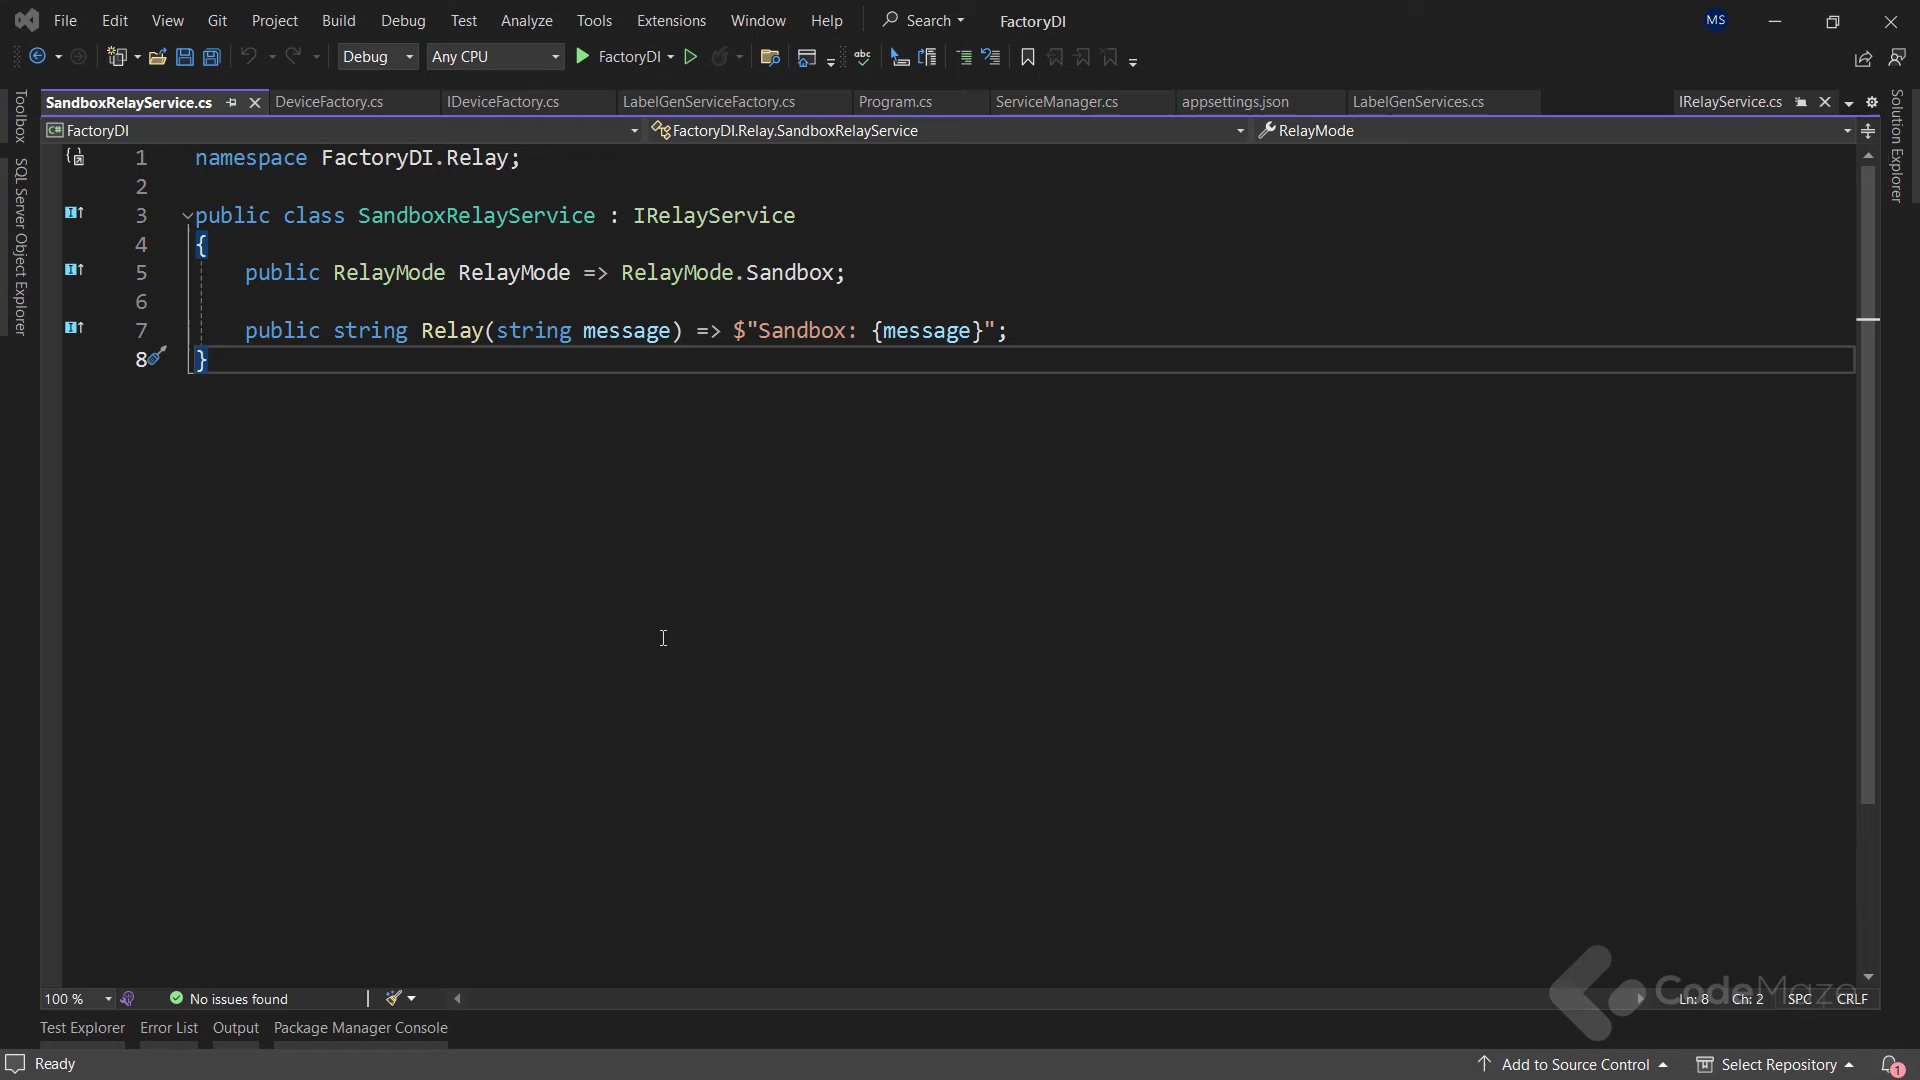 File Edit View Git Project Build Debug Test Analyze Tools Extensions Window Help Search FactoryDI MS
Debug Any CPU FactoryDI
SandboxRelayService.cs DeviceFactory.cs IDeviceFactory.cs LabelGenServiceFactory.cs Program.cs ServiceManager.cs appsettings.json LabelGenServices.cs IRelayService.cs
FactoryDI FactoryDI.Relay.SandboxRelayService RelayMode
Toolbox
SQL Server Object Explorer
Solution Explorer
1 namespace FactoryDI.Relay;
2
3 public class SandboxRelayService : IRelayService
4 {
5 public RelayMode RelayMode => RelayMode.Sandbox;
6
7 public string Relay(string message) => $"Sandbox: {message}";
8 }
100 % No issues found Ln: 8 Ch: 2 SPC CRLF
CodeMaze
Test Explorer Error List Output Package Manager Console
Ready Add to Source Control Select Repository 1